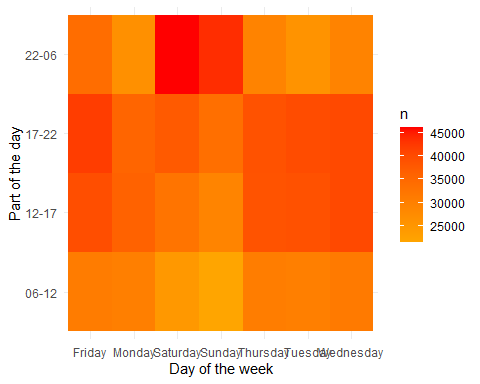 22-06
17-22
12-17
06-12
Part of the day
Friday Monday Saturday Sunday Thursday Tuesday Wednesday
Day of the week
n
45000
40000
35000
30000
25000